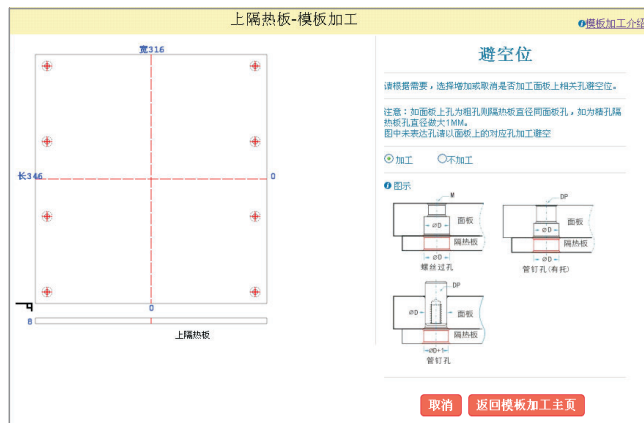 上隔热板-模板加工
模板加工介绍
宽316
长346
0
0
8
上隔热板
避空位
请根据需要，选择增加或取消是否加工面板上相关孔避空位。
注意：如面板上孔为粗孔则隔热板直径同面板孔，如为精孔隔
热板孔直径做大1MM。
图中未表达孔请以面板上的对应孔加工避空
加工 不加工
图示
M
⌀D
面板
隔热板
⌀D
螺丝过孔
DP
⌀D
面板
隔热板
⌀D
管钉孔(有托)
DP
⌀D
面板
隔热板
⌀D+1
管钉孔
取消 返回模板加工主页